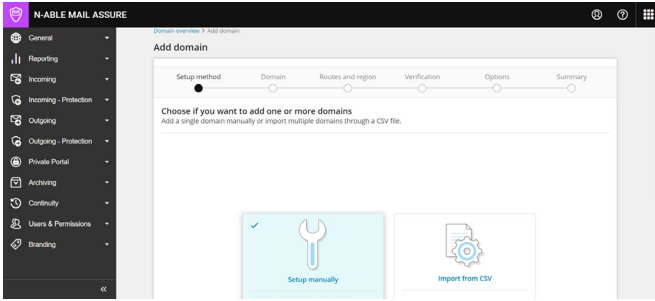 N-ABLE MAIL ASSURE
General
Reporting
Incoming
Incoming - Protection
Outgoing
Outgoing - Protection
Private Portal
Archiving
Continuity
Users & Permissions
Branding
Domain overview > Add domain
Add domain
Setup method Domain Routes and region Verification Options Summary
Choose if you want to add one or more domains
Add a single domain manually or import multiple domains through a CSV file.
Setup manually
Import from CSV